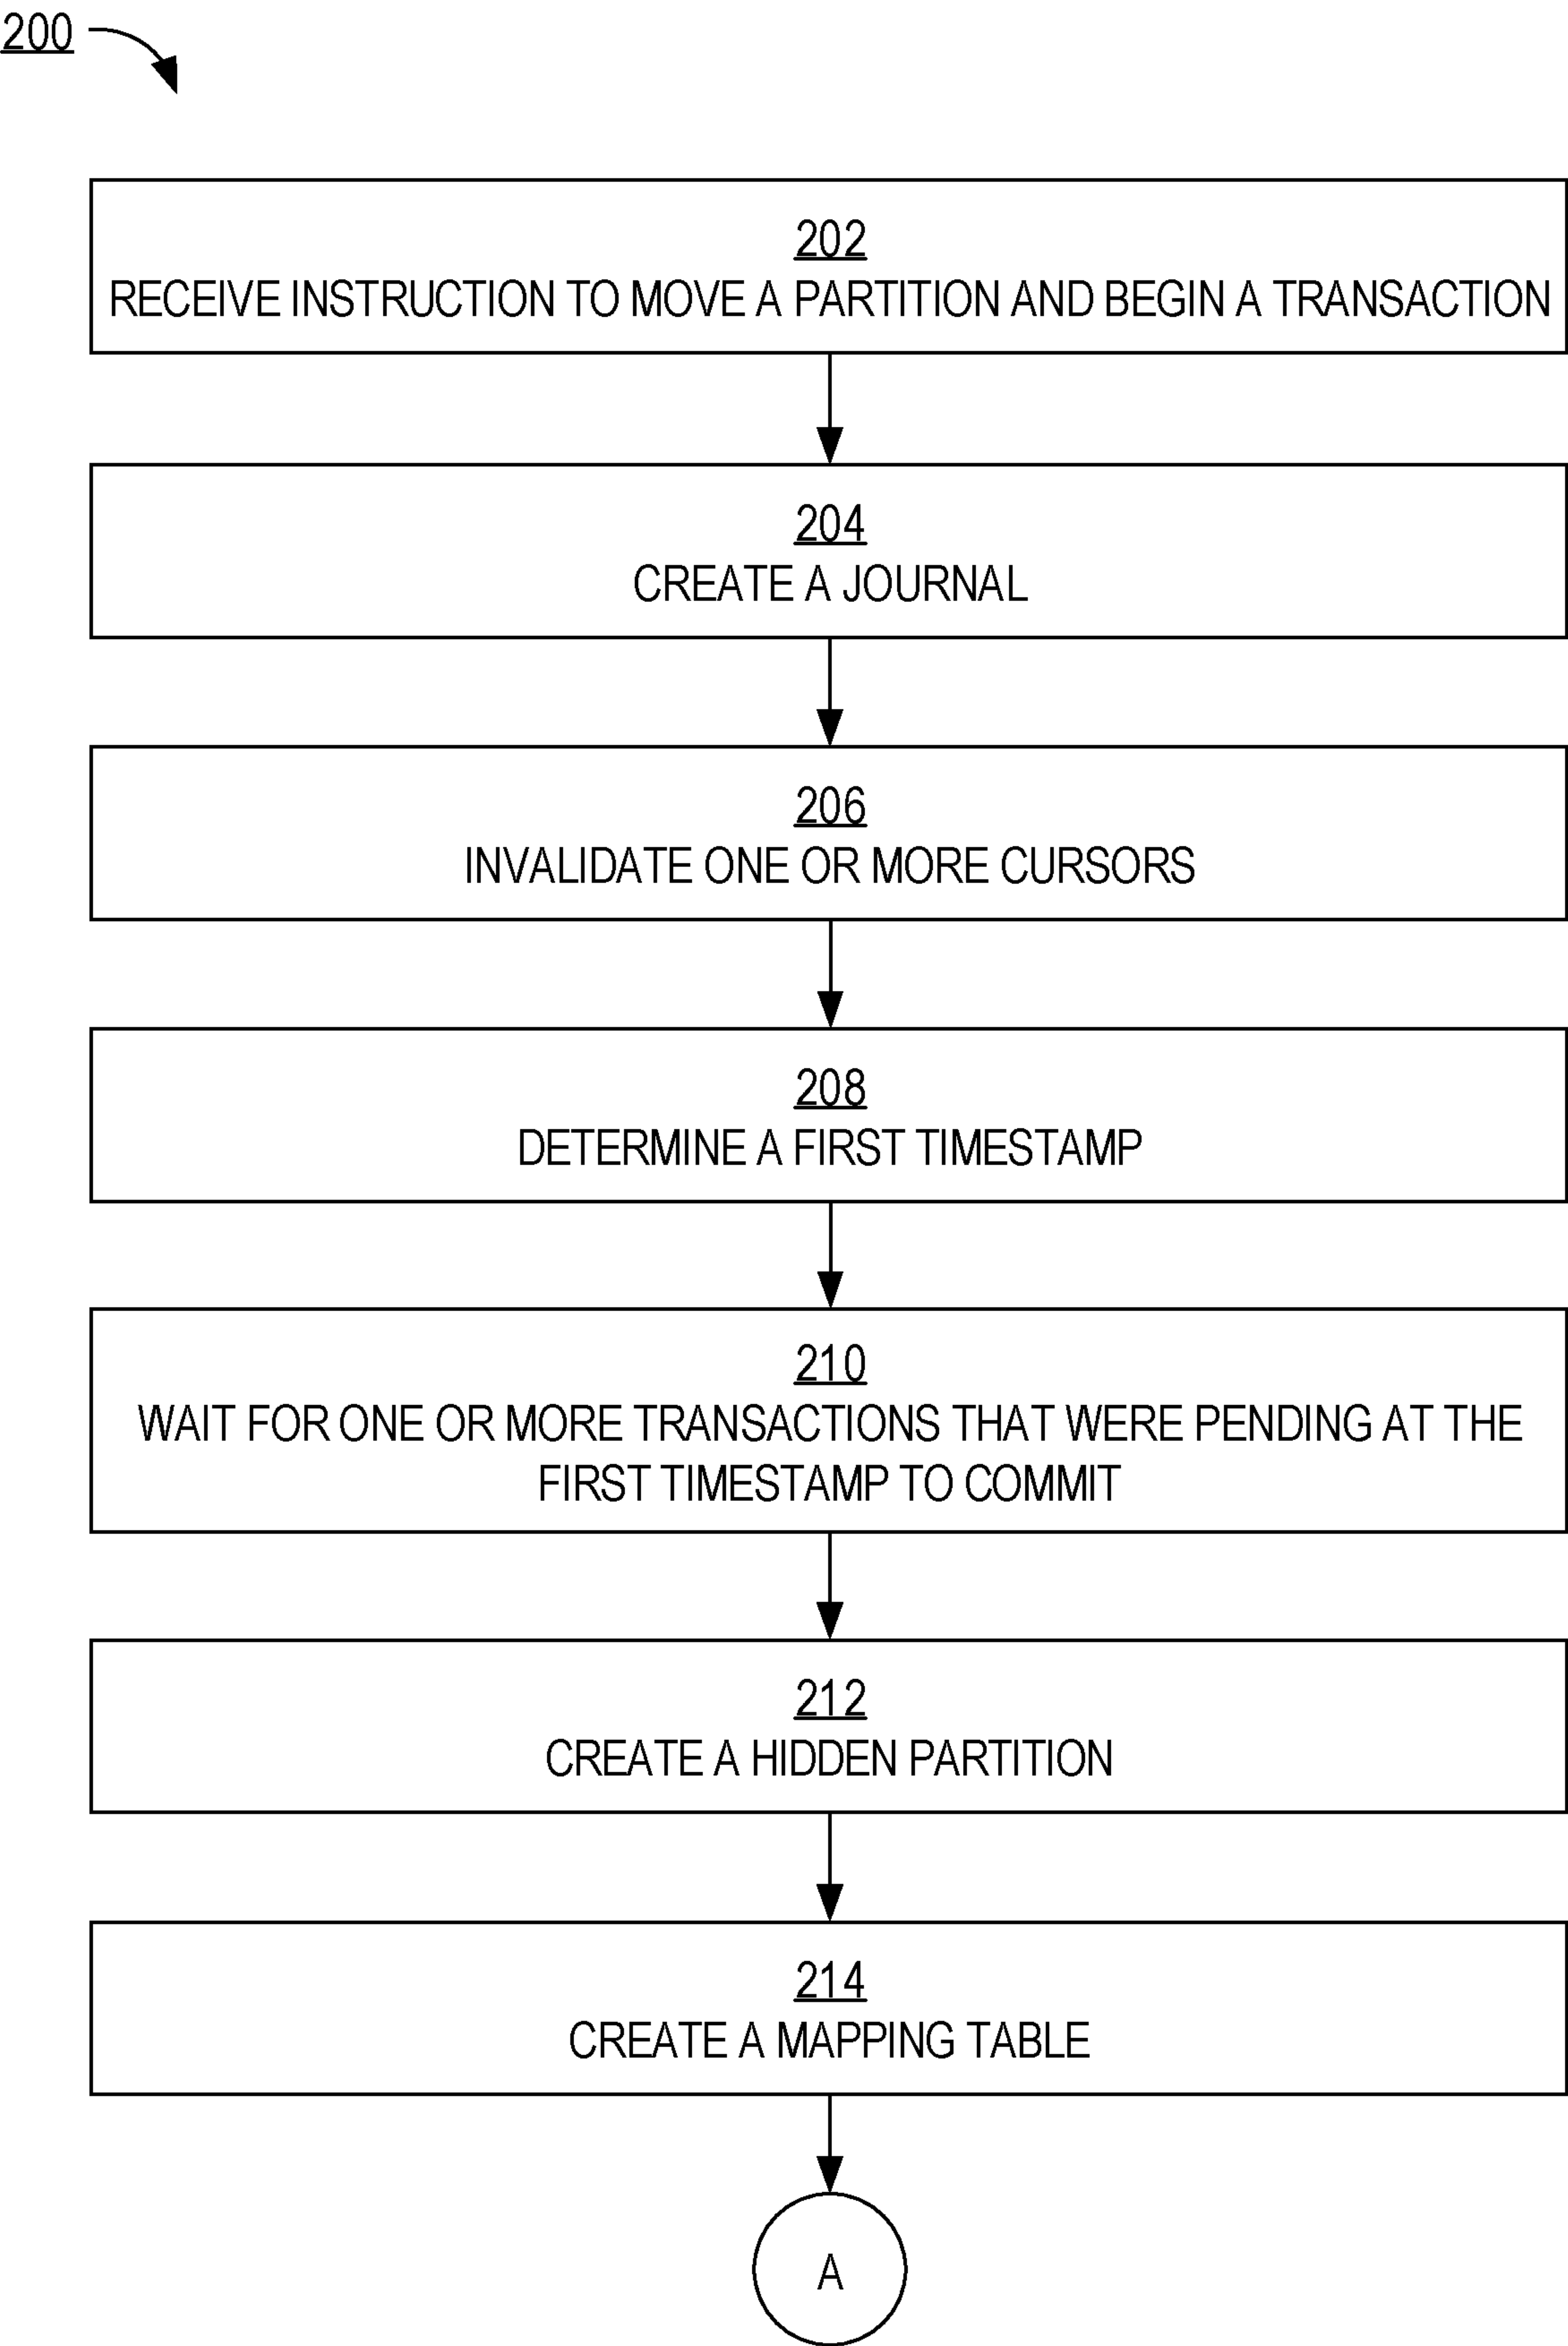 200
202
RECEIVE INSTRUCTION TO MOVE A PARTITION AND BEGIN A TRANSACTION
204
CREATE A JOURNAL
206
INVALIDATE ONE OR MORE CURSORS
208
DETERMINE A FIRST TIMESTAMP
210
WAIT FOR ONE OR MORE TRANSACTIONS THAT WERE PENDING AT THE
FIRST TIMESTAMP TO COMMIT
212
CREATE A HIDDEN PARTITION
214
CREATE A MAPPING TABLE
A